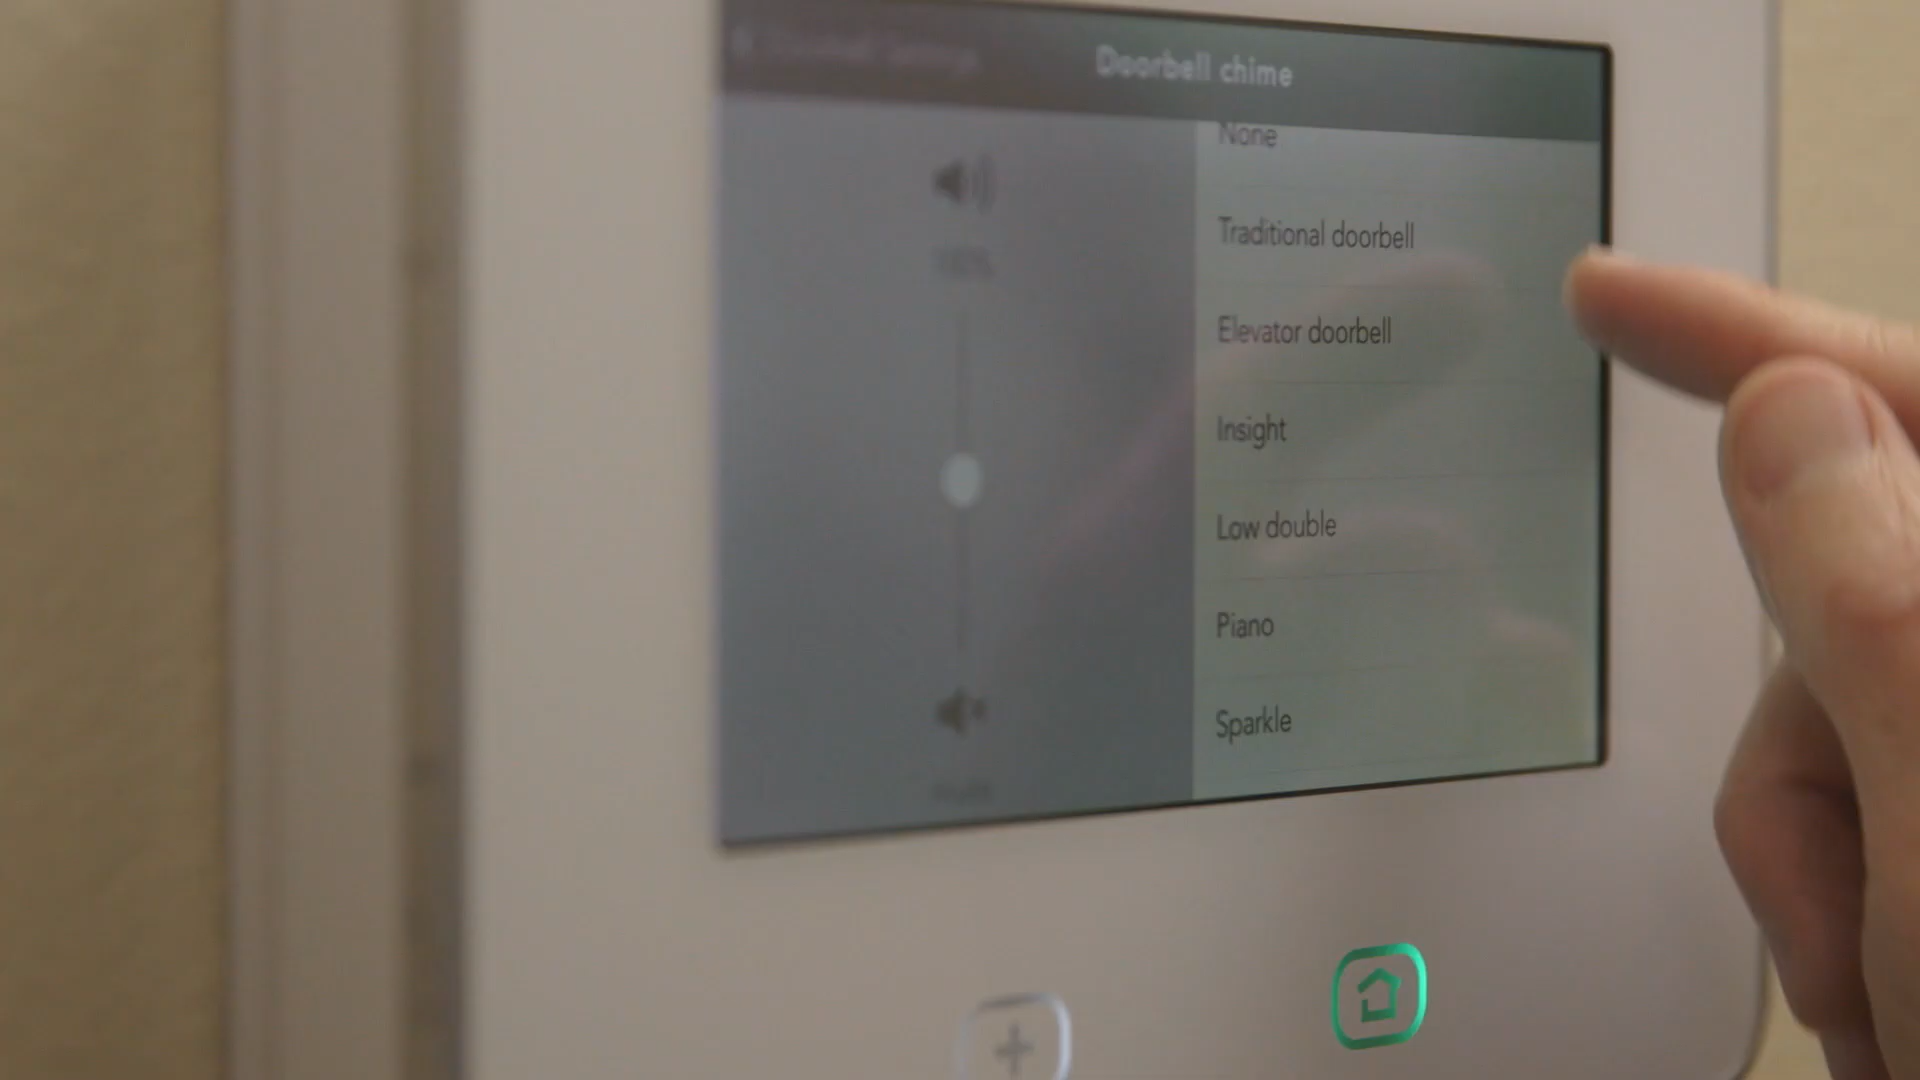 Doorbell chime
None
Traditional doorbell
Elevator doorbell
Insight
Low double
Piano
Sparkle